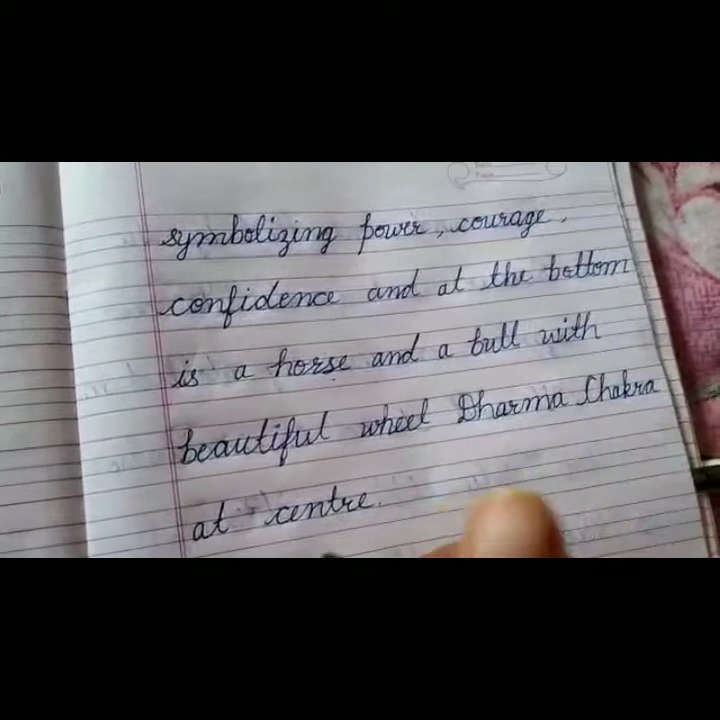 symbolizing power, courage,
confidence and at the bottom
is a horse and a bull with
beautiful wheel Dharma Chakra
at centre.